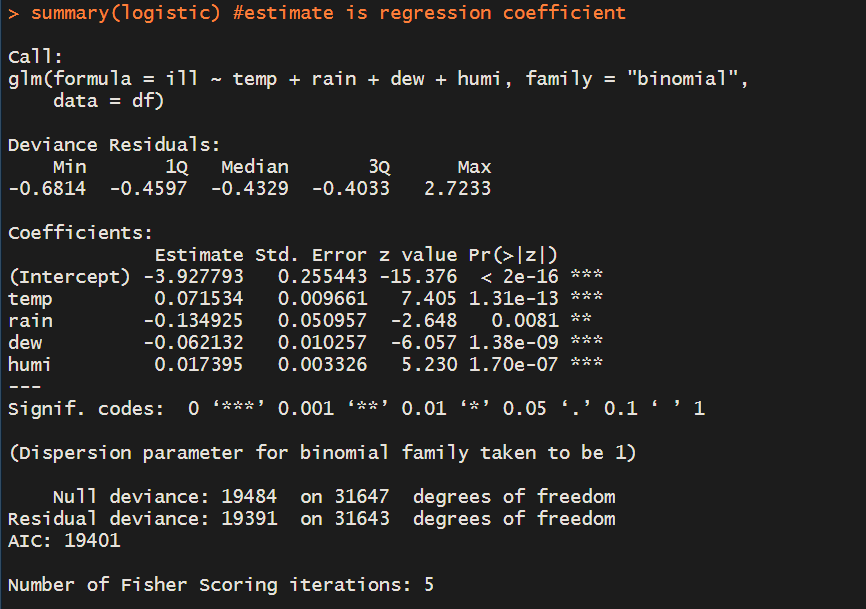 > summary(logistic) #estimate is regression coefficient
Call:
glm(formula = ill ~ temp + rain + dew + humi, family = "binomial",
    data = df)
Deviance Residuals:
    Min       1Q   Median       3Q      Max
-0.6814  -0.4597  -0.4329  -0.4033   2.7233
Coefficients:
             Estimate Std. Error z value Pr(>|z|)
(Intercept) -3.927793   0.255443 -15.376  < 2e-16 ***
temp         0.071534   0.009661   7.405 1.31e-13 ***
rain        -0.134925   0.050957  -2.648   0.0081 **
dew         -0.062132   0.010257  -6.057 1.38e-09 ***
humi         0.017395   0.003326   5.230 1.70e-07 ***
---
Signif. codes:  0 ‘***’ 0.001 ‘**’ 0.01 ‘*’ 0.05 ‘.’ 0.1 ‘ ’ 1
(Dispersion parameter for binomial family taken to be 1)
    Null deviance: 19484  on 31647  degrees of freedom
Residual deviance: 19391  on 31643  degrees of freedom
AIC: 19401
Number of Fisher Scoring iterations: 5